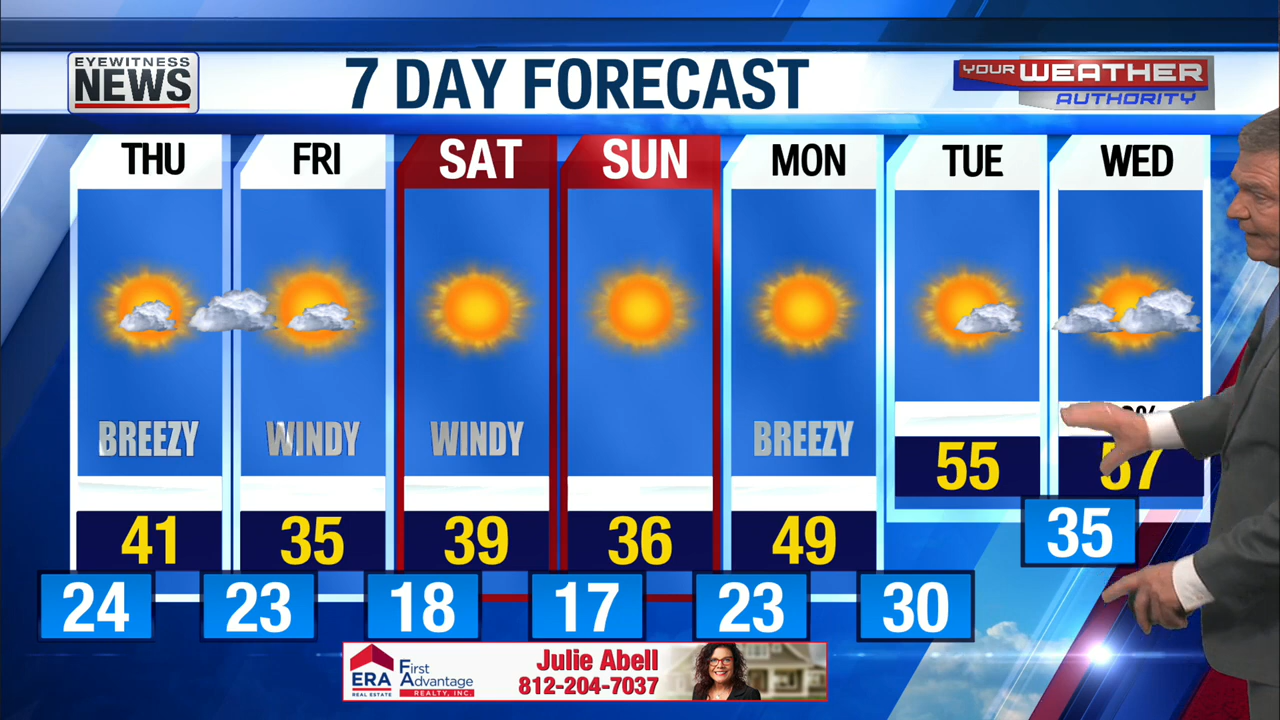 EYEWITNESS
NEWS
7 DAY FORECAST
YOUR WEATHER
AUTHORITY
THU
FRI
SAT
SUN
MON
TUE
WED
BREEZY
WINDY
WINDY
BREEZY
55
57
41
35
39
36
49
35
24
23
18
17
23
30
ERA
REAL ESTATE
First
Advantage
REALTY, INC.
Julie Abell
812-204-7037